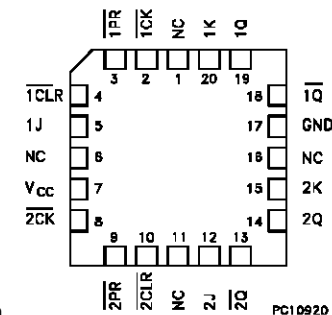 1PR 1CK NC 1K 1Q
3 2 1 20 19
1CLR 4 18 1Q
1J 5 17 GND
NC 6 16 NC
VCC 7 15 2K
2CK 8 14 2Q
9 10 11 12 13
2PR 2CLR NC 2J 2Q
PC10920